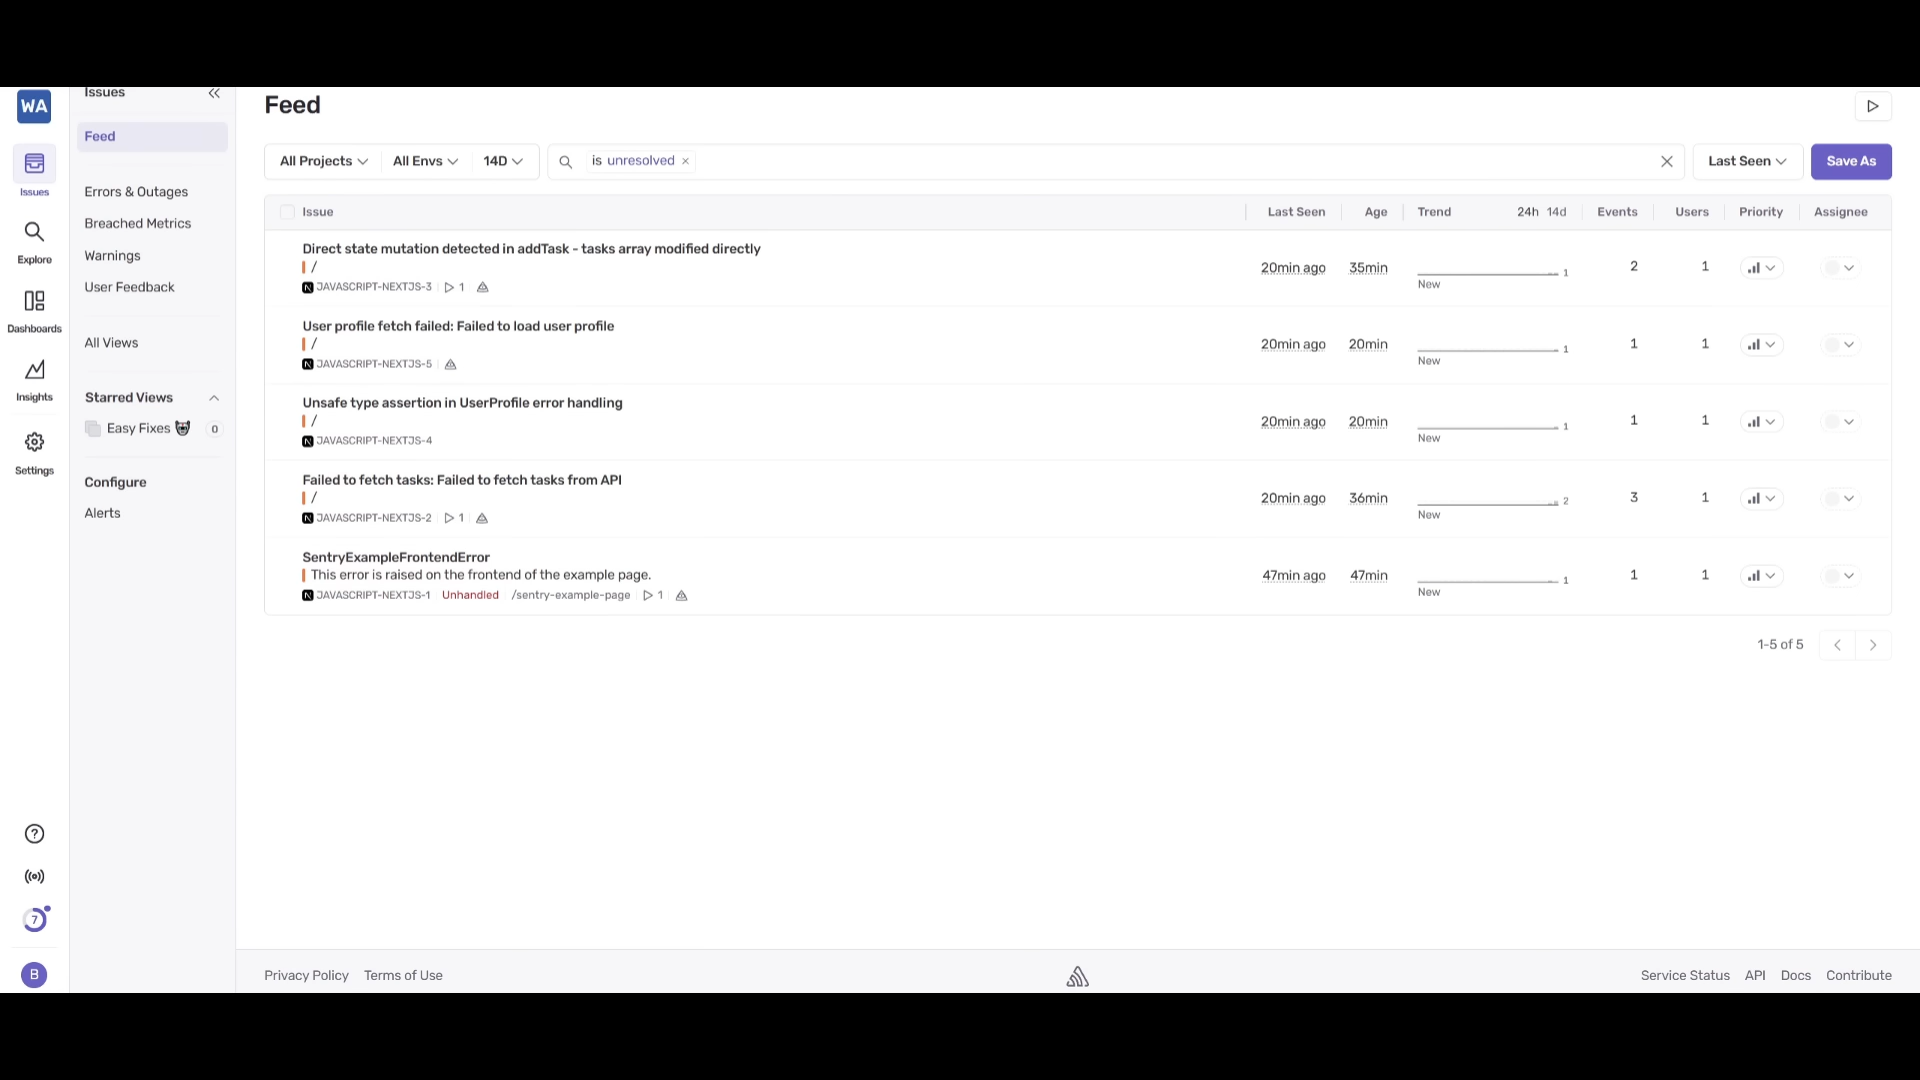 WA
Issues
Explore
Dashboards
Insights
Settings
7
B
Issues
Feed
Errors & Outages
Breached Metrics
Warnings
User Feedback
All Views
Starred Views
Easy Fixes 0
Configure
Alerts
Feed
All Projects All Envs 14D is unresolved × Last Seen Save As
Issue Last Seen Age Trend 24h 14d Events Users Priority Assignee
Direct state mutation detected in addTask - tasks array modified directly
/
JAVASCRIPT-NEXTJS-3 1
20min ago 35min 1 2 1
New
User profile fetch failed: Failed to load user profile
/
JAVASCRIPT-NEXTJS-5
20min ago 20min 1 1 1
New
Unsafe type assertion in UserProfile error handling
/
JAVASCRIPT-NEXTJS-4
20min ago 20min 1 1 1
New
Failed to fetch tasks: Failed to fetch tasks from API
/
JAVASCRIPT-NEXTJS-2 1
20min ago 36min 2 3 1
New
SentryExampleFrontendError
This error is raised on the frontend of the example page.
JAVASCRIPT-NEXTJS-1 Unhandled /sentry-example-page 1
47min ago 47min 1 1 1
New
1-5 of 5
Privacy Policy Terms of Use Service Status API Docs Contribute